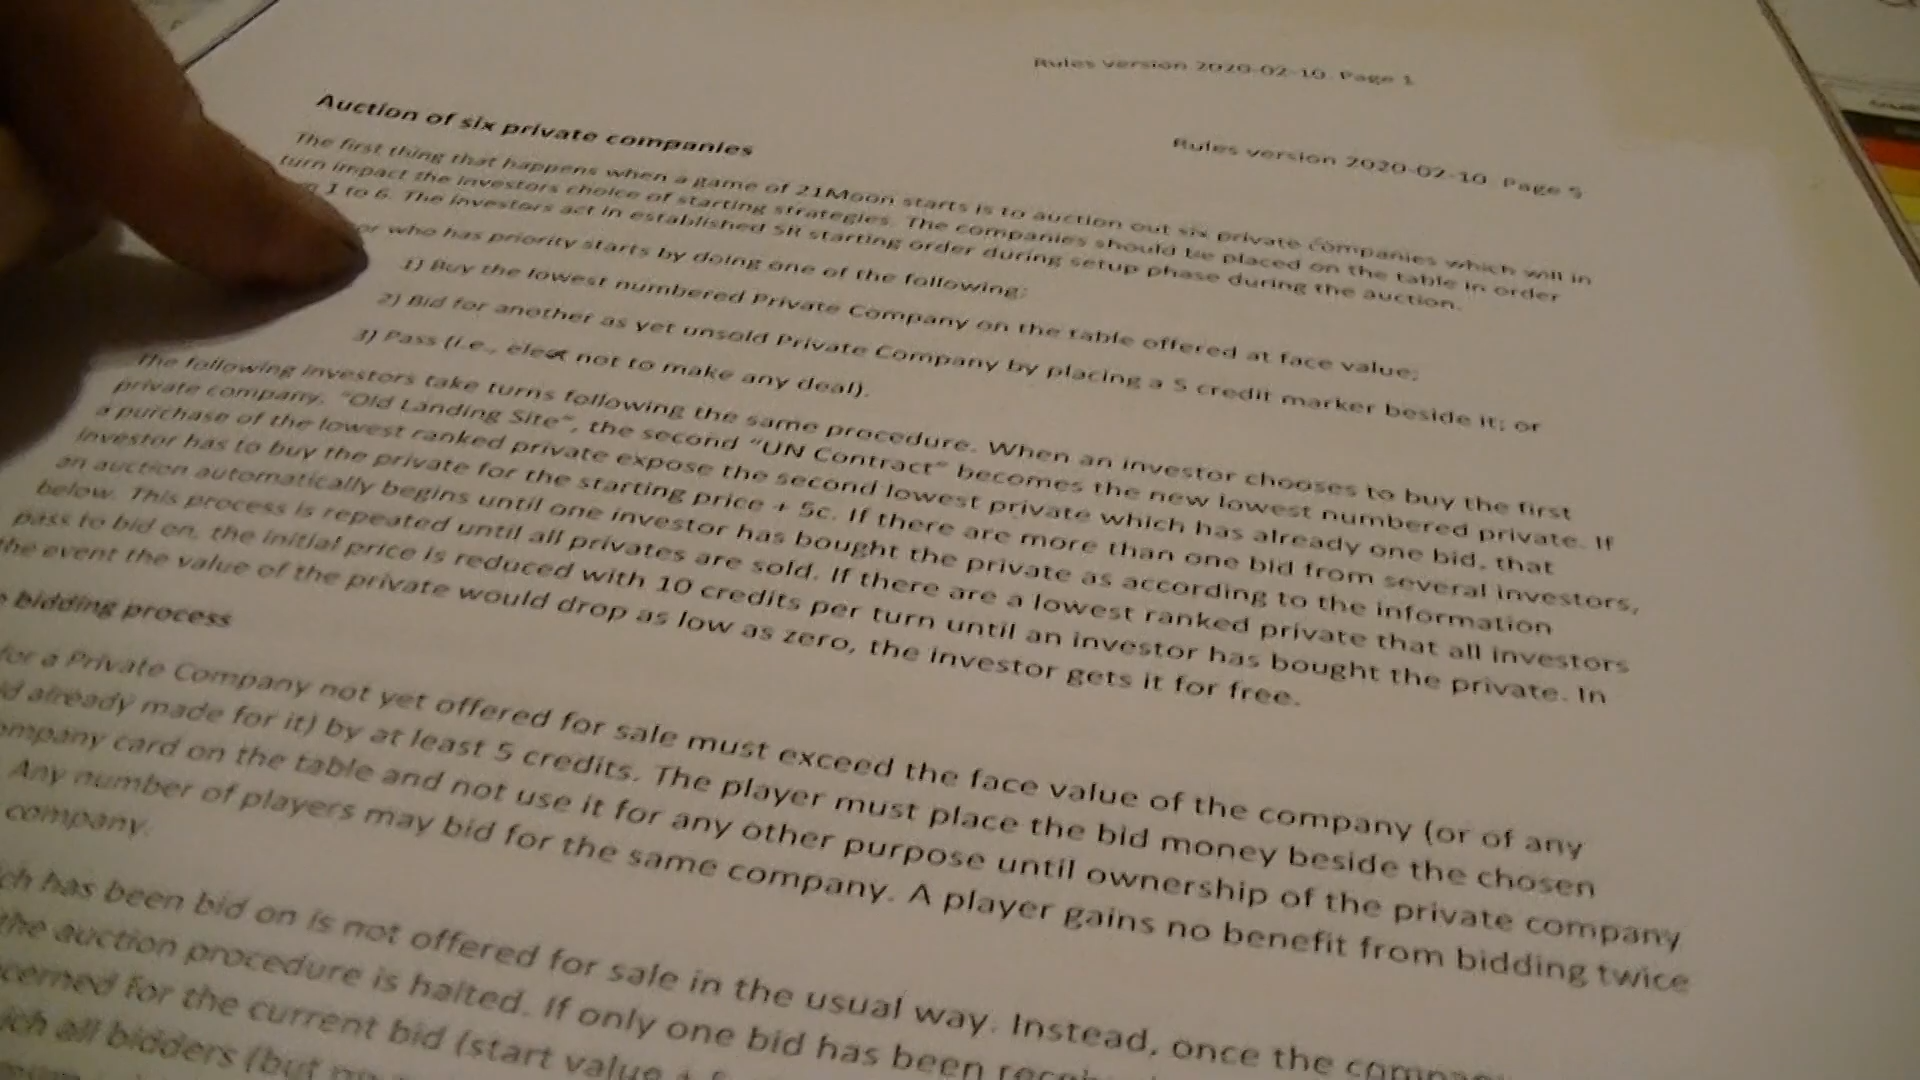 Rules version 2020-02-10. Page 1
Rules version 2020-02-10. Page 5
Auction of six private companies
The first thing that happens when a game of 21Moon starts is to auction out six private companies which will in
turn impact the investors choice of starting strategies. The companies should be placed on the table in order
1 to 6. The investors act in established SR starting order during setup phase during the auction.
or who has priority starts by doing one of the following:
1) Buy the lowest numbered Private Company on the table offered at face value;
2) Bid for another as yet unsold Private Company by placing a 5 credit marker beside it; or
3) Pass (i.e., elect not to make any deal).
The following investors take turns following the same procedure. When an investor chooses to buy the first
private company, "Old Landing Site", the second "UN Contract" becomes the new lowest numbered private. If
a purchase of the lowest ranked private expose the second lowest private which has already one bid, that
investor has to buy the private for the starting price + 5c. If there are more than one bid from several investors,
an auction automatically begins until one investor has bought the private as according to the information
below. This process is repeated until all privates are sold. If there are a lowest ranked private that all investors
pass to bid on, the initial price is reduced with 10 credits per turn until an investor has bought the private. In
the event the value of the private would drop as low as zero, the investor gets it for free.
bidding process
for a Private Company not yet offered for sale must exceed the face value of the company (or of any
already made for it) by at least 5 credits. The player must place the bid money beside the chosen
company card on the table and not use it for any other purpose until ownership of the private company
Any number of players may bid for the same company. A player gains no benefit from bidding twice
company.
ch has been bid on is not offered for sale in the usual way. Instead, once the
the auction procedure is halted. If only one bid has been
cerned for the current bid (start value +
ich all bidders (but